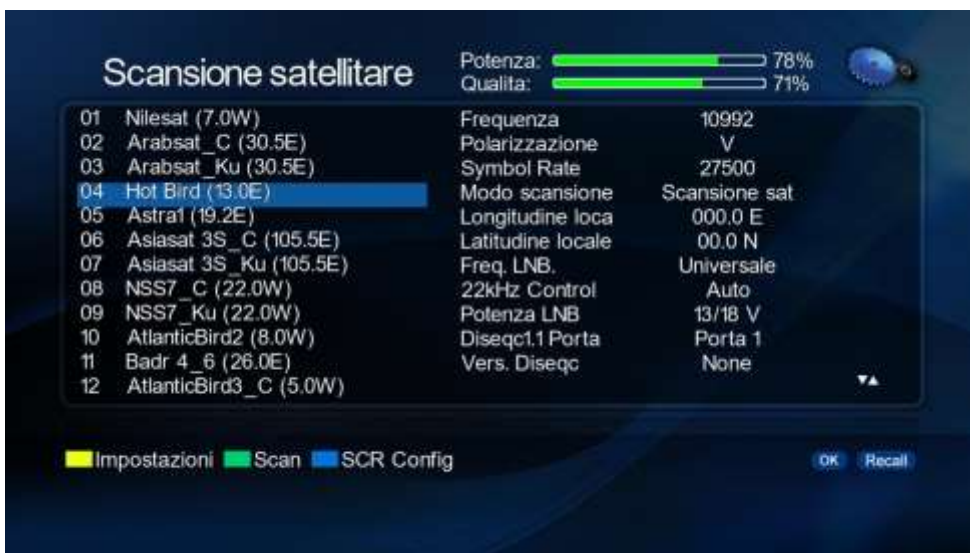 Scansione satellitare
Potenza: 78%
Qualita: 71%
01 Nilesat (7.0W)
02 Arabsat_C (30.5E)
03 Arabsat_Ku (30.5E)
04 Hot Bird (13.0E)
05 Astra1 (19.2E)
06 Asiasat 3S_C (105.5E)
07 Asiasat 3S_Ku (105.5E)
08 NSS7_C (22.0W)
09 NSS7_Ku (22.0W)
10 AtlanticBird2 (8.0W)
11 Badr 4_6 (26.0E)
12 AtlanticBird3_C (5.0W)
Frequenza 10992
Polarizzazione V
Symbol Rate 27500
Modo scansione Scansione sat
Longitudine loca 000.0 E
Latitudine locale 00.0 N
Freq. LNB. Universale
22kHz Control Auto
Potenza LNB 13/18 V
Diseqc1.1 Porta Porta 1
Vers. Diseqc None
Impostazioni Scan SCR Config
OK Recall